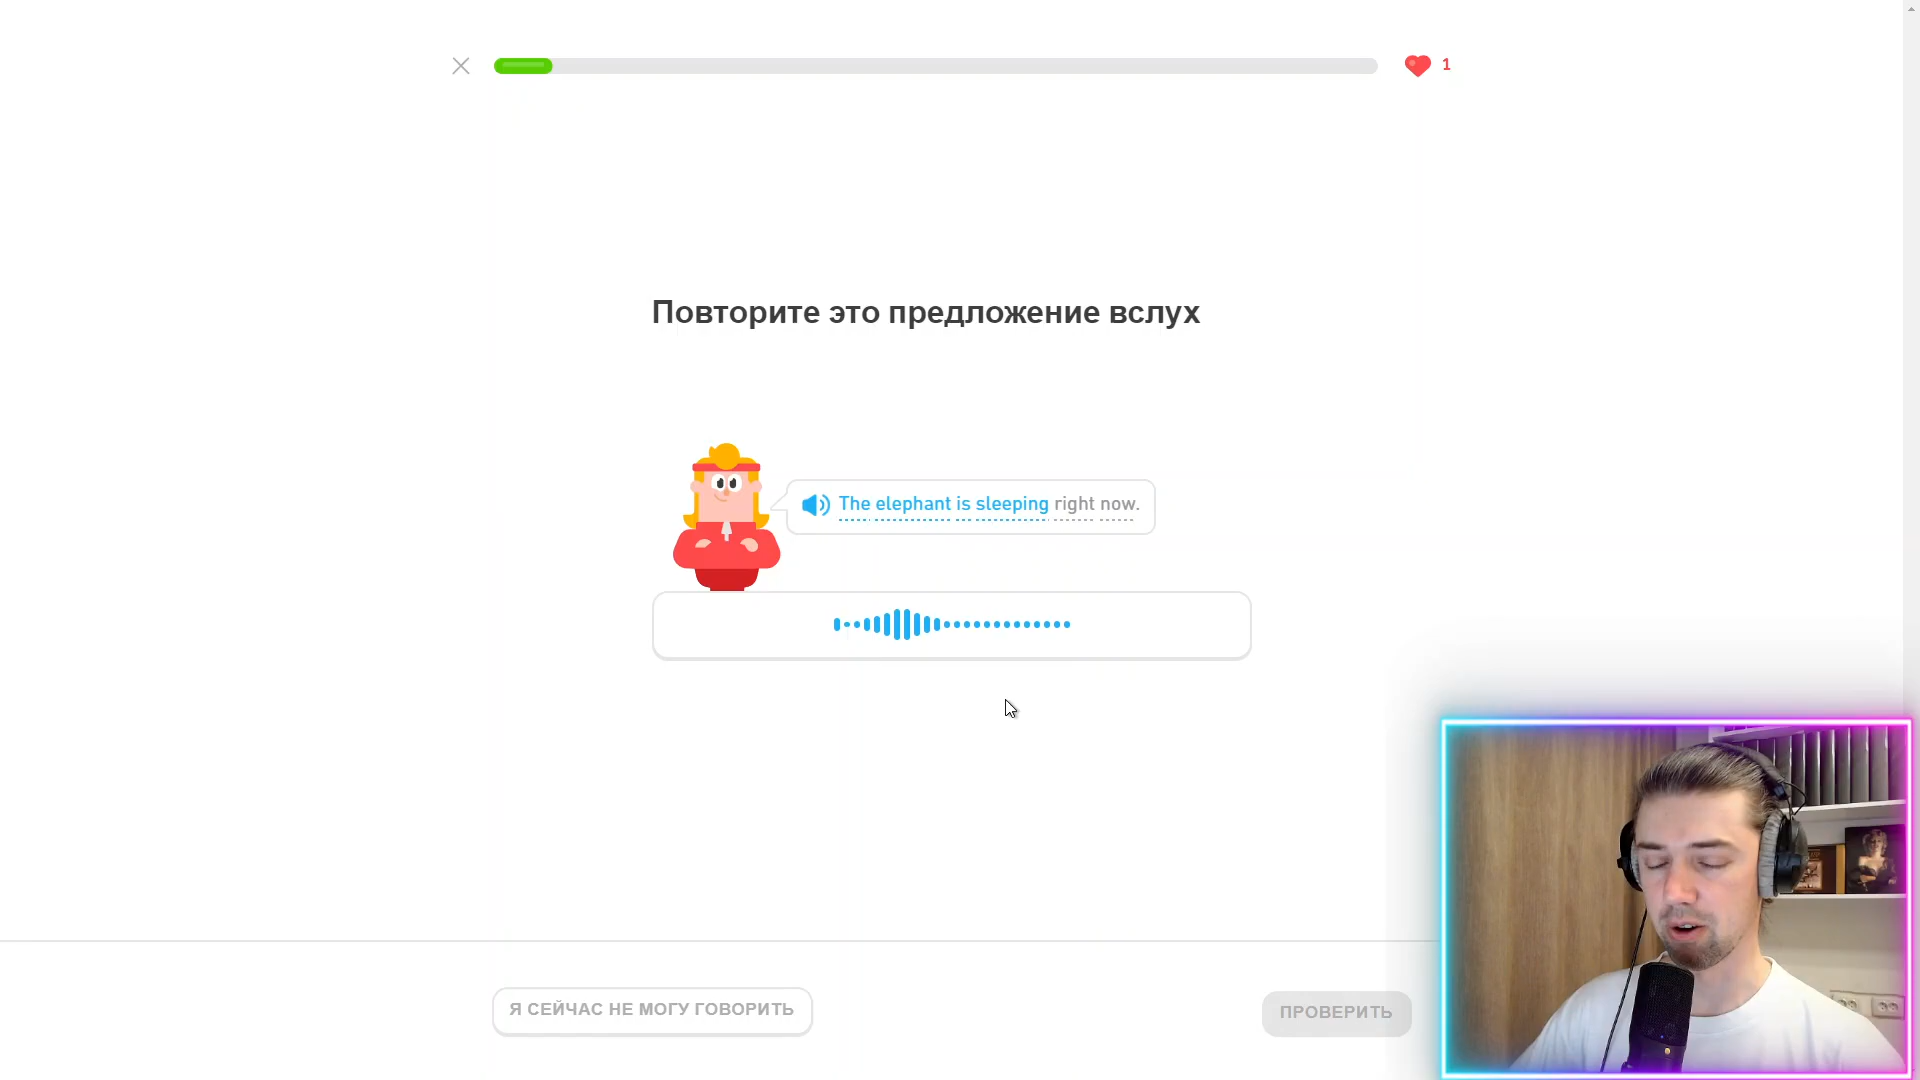 1
Повторите это предложение вслух
The elephant is sleeping right now.
Я СЕЙЧАС НЕ МОГУ ГОВОРИТЬ
ПРОВЕРИТЬ